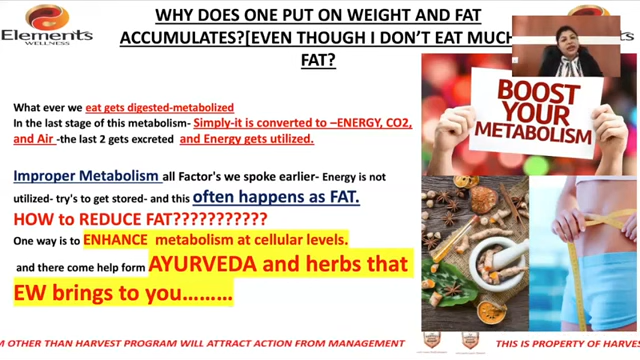 Elements
WELLNESS
WHY DOES ONE PUT ON WEIGHT AND FAT
ACCUMULATES?[EVEN THOUGH I DON'T EAT MUCH
FAT?
Elements
WELLNESS
What ever we eat gets digested-metabolized
In the last stage of this metabolism- Simply-it is converted to –ENERGY, CO2,
and Air -the last 2 gets excreted and Energy gets utilized.
BOOST
YOUR
METABOLISM
Improper Metabolism all Factor's we spoke earlier- Energy is not
utilized- try's to get stored- and this often happens as FAT.
HOW to REDUCE FAT???????????
One way is to ENHANCE metabolism at cellular levels.
and there come help form AYURVEDA and herbs that
EW brings to you………
M OTHER THAN HARVEST PROGRAM WILL ATTRACT ACTION FROM MANAGEMENT
THIS IS PROPERTY OF HARVES